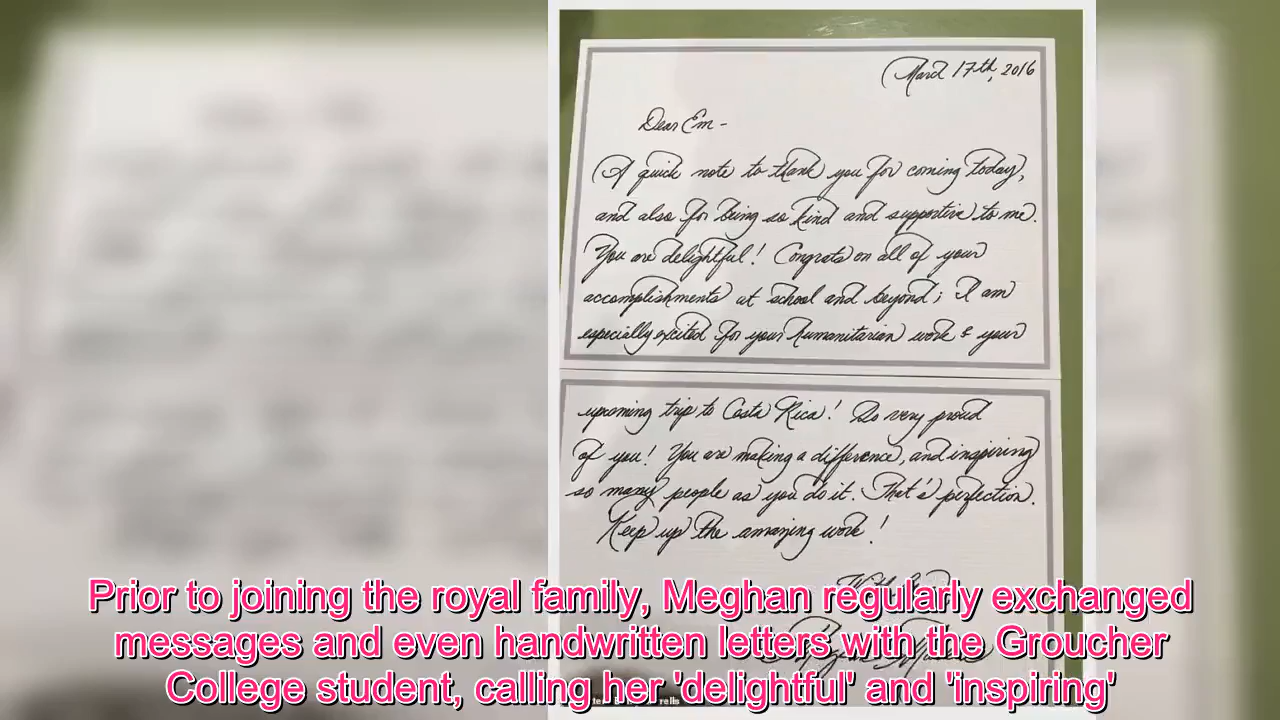 March 17th, 2016
Dear Em -
A quick note to thank you for coming today,
and also for being so kind and supportive to me.
You are delightful! Congrats on all of your
accomplishments at school and beyond; I am
especially excited for your humanitarian work & your
upcoming trip to Costa Rica! So very proud
of you! You are making a difference, and inspiring
so many people as you do it. That's perfection.
Keep up the amazing work!
Prior to joining the royal family, Meghan regularly exchanged
messages and even handwritten letters with the Groucher
College student, calling her 'delightful' and 'inspiring'